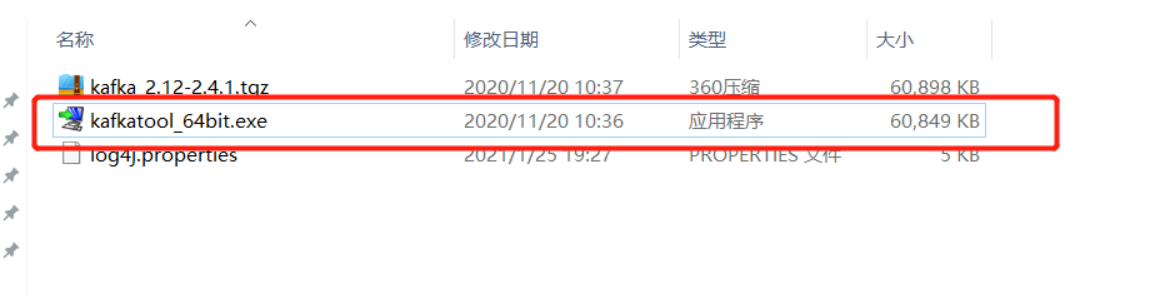 名称 修改日期 类型 大小
kafka_2.12-2.4.1.tgz 2020/11/20 10:37 360压缩 60,898 KB
kafkatool_64bit.exe 2020/11/20 10:36 应用程序 60,849 KB
log4j.properties 2021/1/25 19:27 PROPERTIES 文件 5 KB